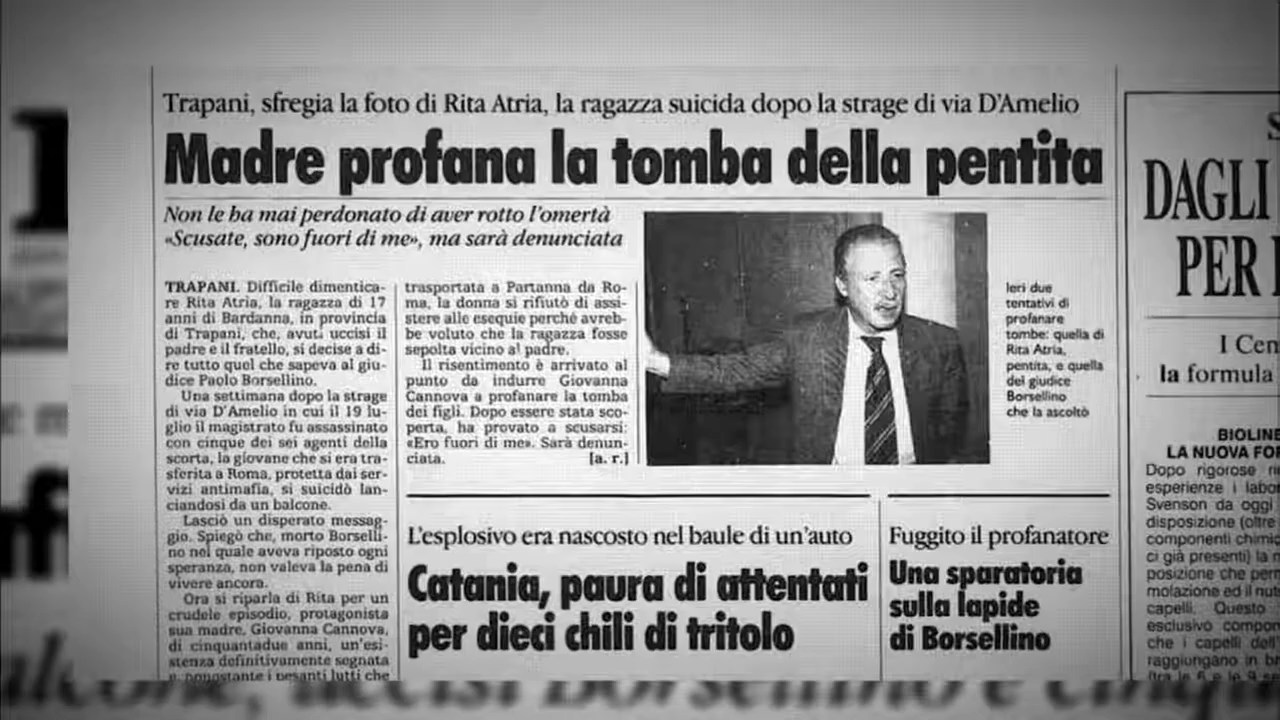 Trapani, sfregia la foto di Rita Atria, la ragazza suicida dopo la strage di via D'Amelio
Madre profana la tomba della pentita
Non le ha mai perdonato di aver rotto l'omertà
«Scusate, sono fuori di me», ma sarà denunciata
TRAPANI. Difficile dimentica-
re Rita Atria, la ragazza di 17
anni di Bardanna, in provincia
di Trapani, che, avuti uccisi il
padre e il fratello, si decise a di-
re tutto quel che sapeva al giu-
dice Paolo Borsellino.
Una settimana dopo la strage
di via D'Amelio in cui il 19 lu-
glio il magistrato fu assassinato
con cinque dei sei agenti della
scorta, la giovane che si era tra-
sferita a Roma, protetta dai ser-
vizi antimafia, si suicidò lan-
ciandosi da un balcone.
Lasciò un disperato messag-
gio. Spiegò che, morto Borselli-
no nel quale aveva riposto ogni
speranza, non valeva la pena di
vivere ancora.
Ora si riparla di Rita per un
crudele episodio, protagonista
sua madre, Giovanna Cannova,
di cinquantadue anni, un'esi-
stenza definitivamente segnata
e, nonostante i pesanti lutti che
trasportata a Partanna da Ro-
ma, la donna si rifiutò di assi-
stere alle esequie perché avreb-
be voluto che la ragazza fosse
sepolta vicino al padre.
Il risentimento è arrivato al
punto da indurre Giovanna
Cannova a profanare la tomba
dei figli. Dopo essere stata sco-
perta, ha provato a scusarsi:
«Ero fuori di me». Sarà denun-
ciata. [a. r.]
Ieri due
tentativi di
profanare
tombe: quella di
Rita Atria,
pentita, e quella
del giudice
Borsellino
che la ascoltò
L'esplosivo era nascosto nel baule di un'auto
Catania, paura di attentati
per dieci chili di tritolo
Fuggito il profanatore
Una sparatoria
sulla lapide
di Borsellino
DAGLI
PER
I Cen
la formula
BIOLINE
LA NUOVA FOR
Dopo rigorose
esperienze i labor
Svenson da oggi
disposizione (oltre
componenti chimic
ci già presenti) la
posizione che perm
molazione ed il nut
capelli. Questo
esclusivo compon
che i capelli dell'
raggiungano in br